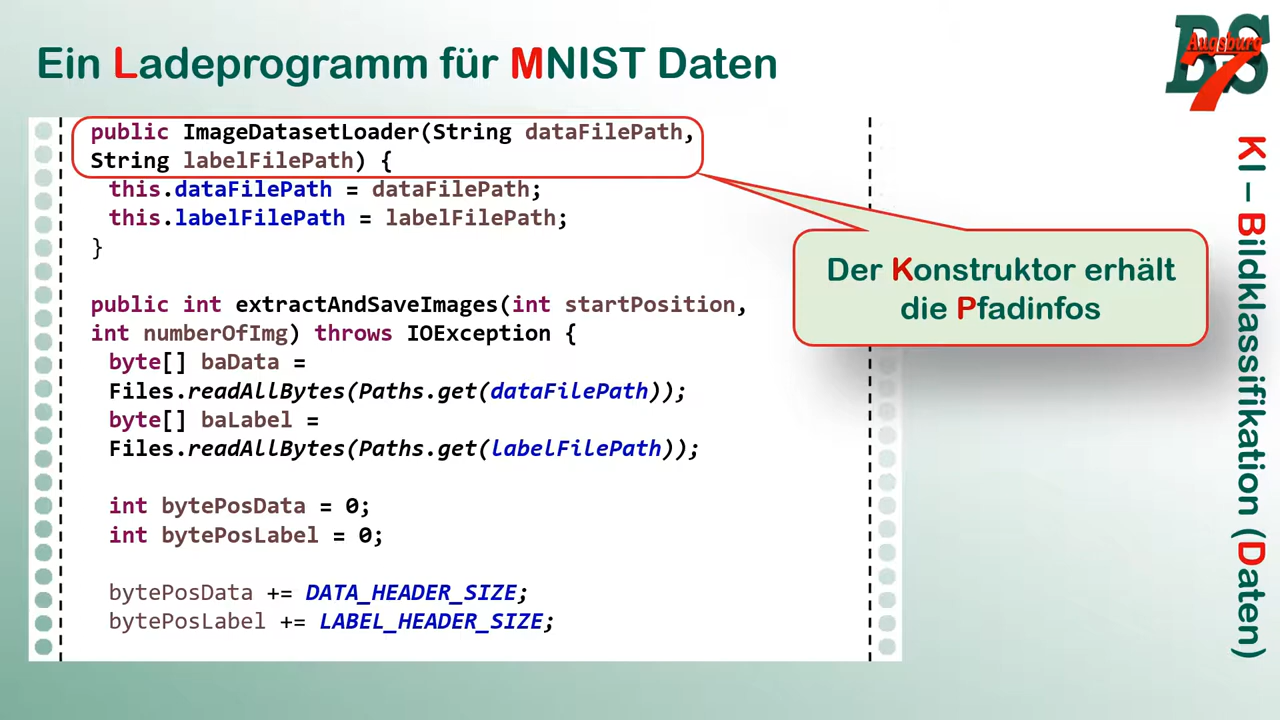 Ein Ladeprogramm für MNIST Daten
BS
Augsburg
7
public ImageDatasetLoader(String dataFilePath,
String labelFilePath) {
this.dataFilePath = dataFilePath;
this.labelFilePath = labelFilePath;
}
public int extractAndSaveImages(int startPosition,
int numberOfImg) throws IOException {
byte[] baData =
Files.readAllBytes(Paths.get(dataFilePath));
byte[] baLabel =
Files.readAllBytes(Paths.get(labelFilePath));
int bytePosData = 0;
int bytePosLabel = 0;
bytePosData += DATA_HEADER_SIZE;
bytePosLabel += LABEL_HEADER_SIZE;
Der Konstruktor erhält
die Pfadinfos
KI – Bildklassifikation (Daten)